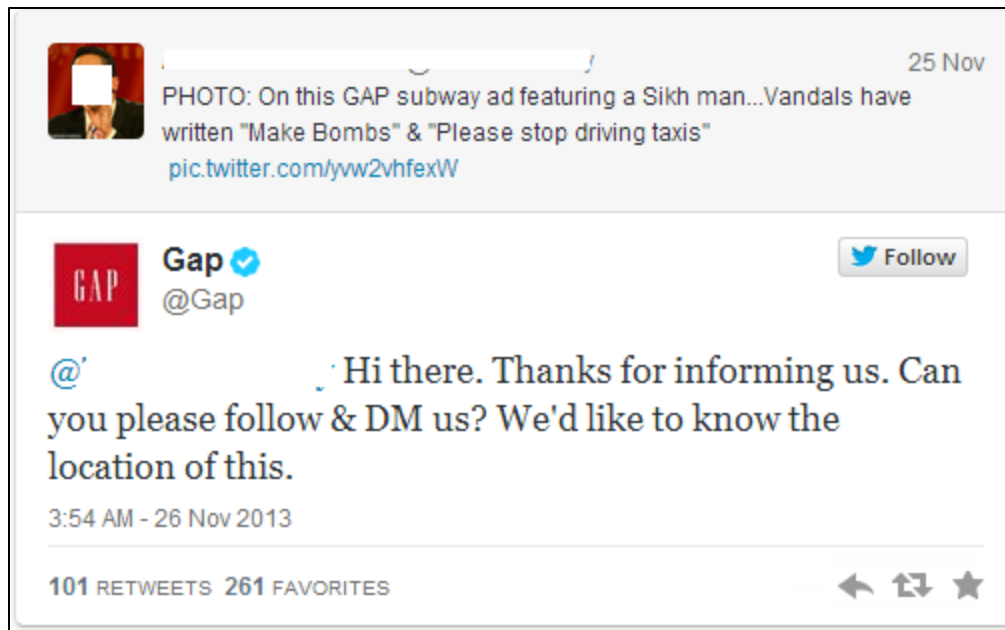 25 Nov
PHOTO: On this GAP subway ad featuring a Sikh man...Vandals have
written "Make Bombs" & "Please stop driving taxis"
pic.twitter.com/yvw2vhfexW
GAP
Gap
Follow
@Gap
@ Hi there. Thanks for informing us. Can
you please follow & DM us? We'd like to know the
location of this.
3:54 AM - 26 Nov 2013
101 RETWEETS 261 FAVORITES